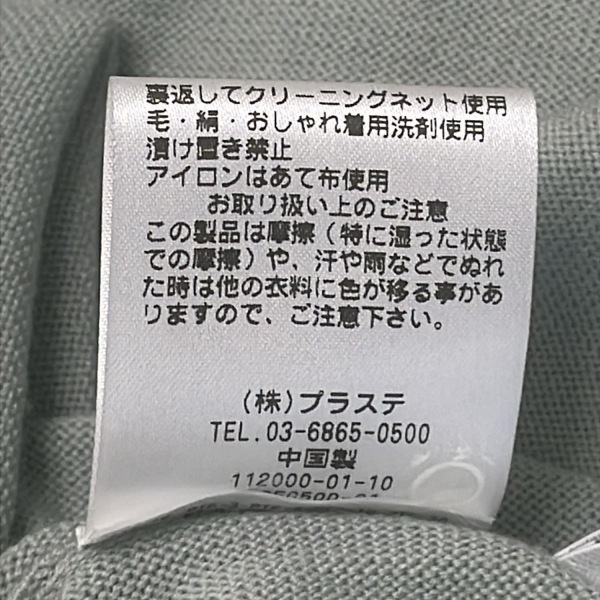 裏返してクリーニングネット使用
毛・絹・おしゃれ着用洗剤使用
漬け置き禁止
アイロンはあて布使用
お取り扱い上のご注意
この製品は摩擦（特に湿った状態
での摩擦）や、汗や雨などでぬれ
た時は他の衣料に色が移る事があ
りますので、ご注意下さい。
(株)プラステ
TEL.03-6865-0500
中国製
112000-01-10